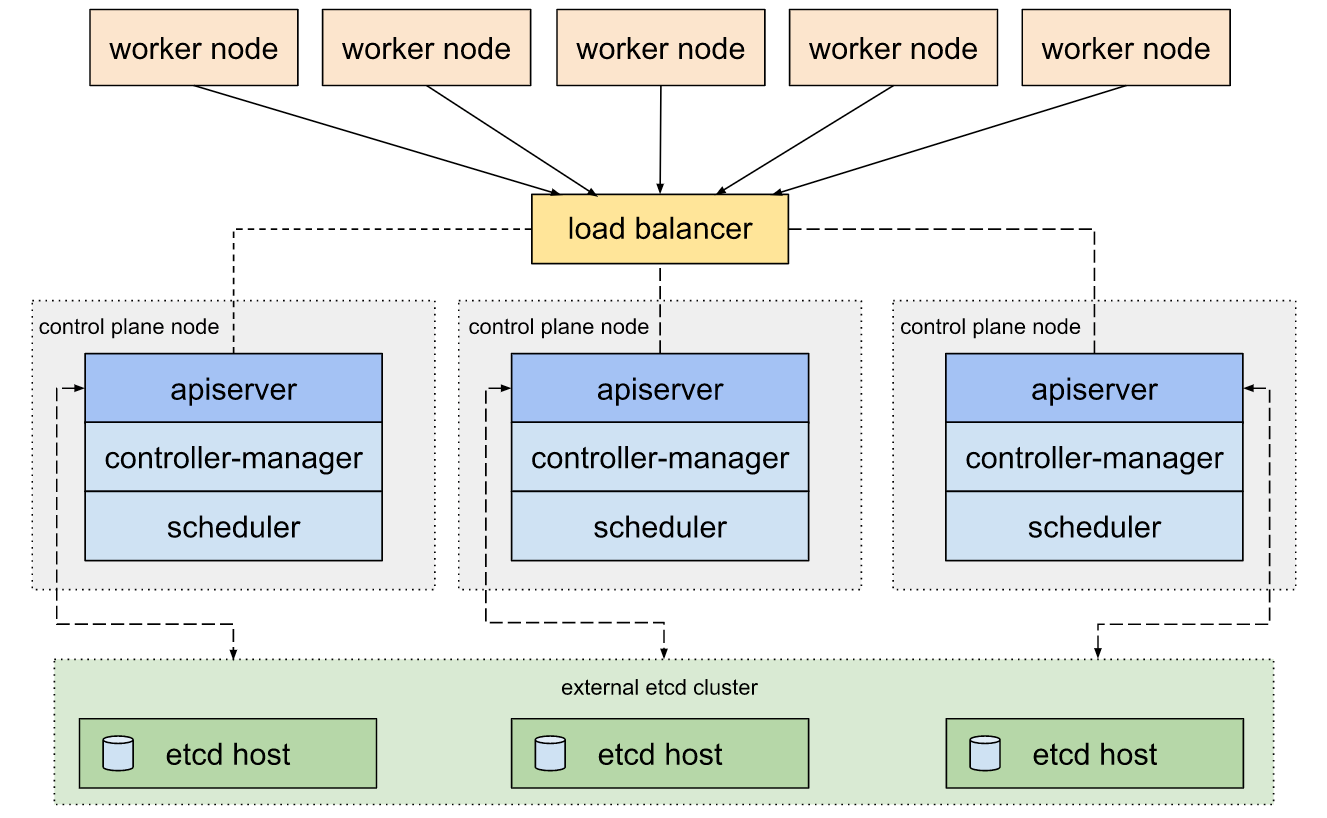 worker node
worker node
worker node
worker node
worker node
load balancer
control plane node
control plane node
control plane node
apiserver
apiserver
apiserver
controller-manager
controller-manager
controller-manager
scheduler
scheduler
scheduler
external etcd cluster
etcd host
etcd host
etcd host